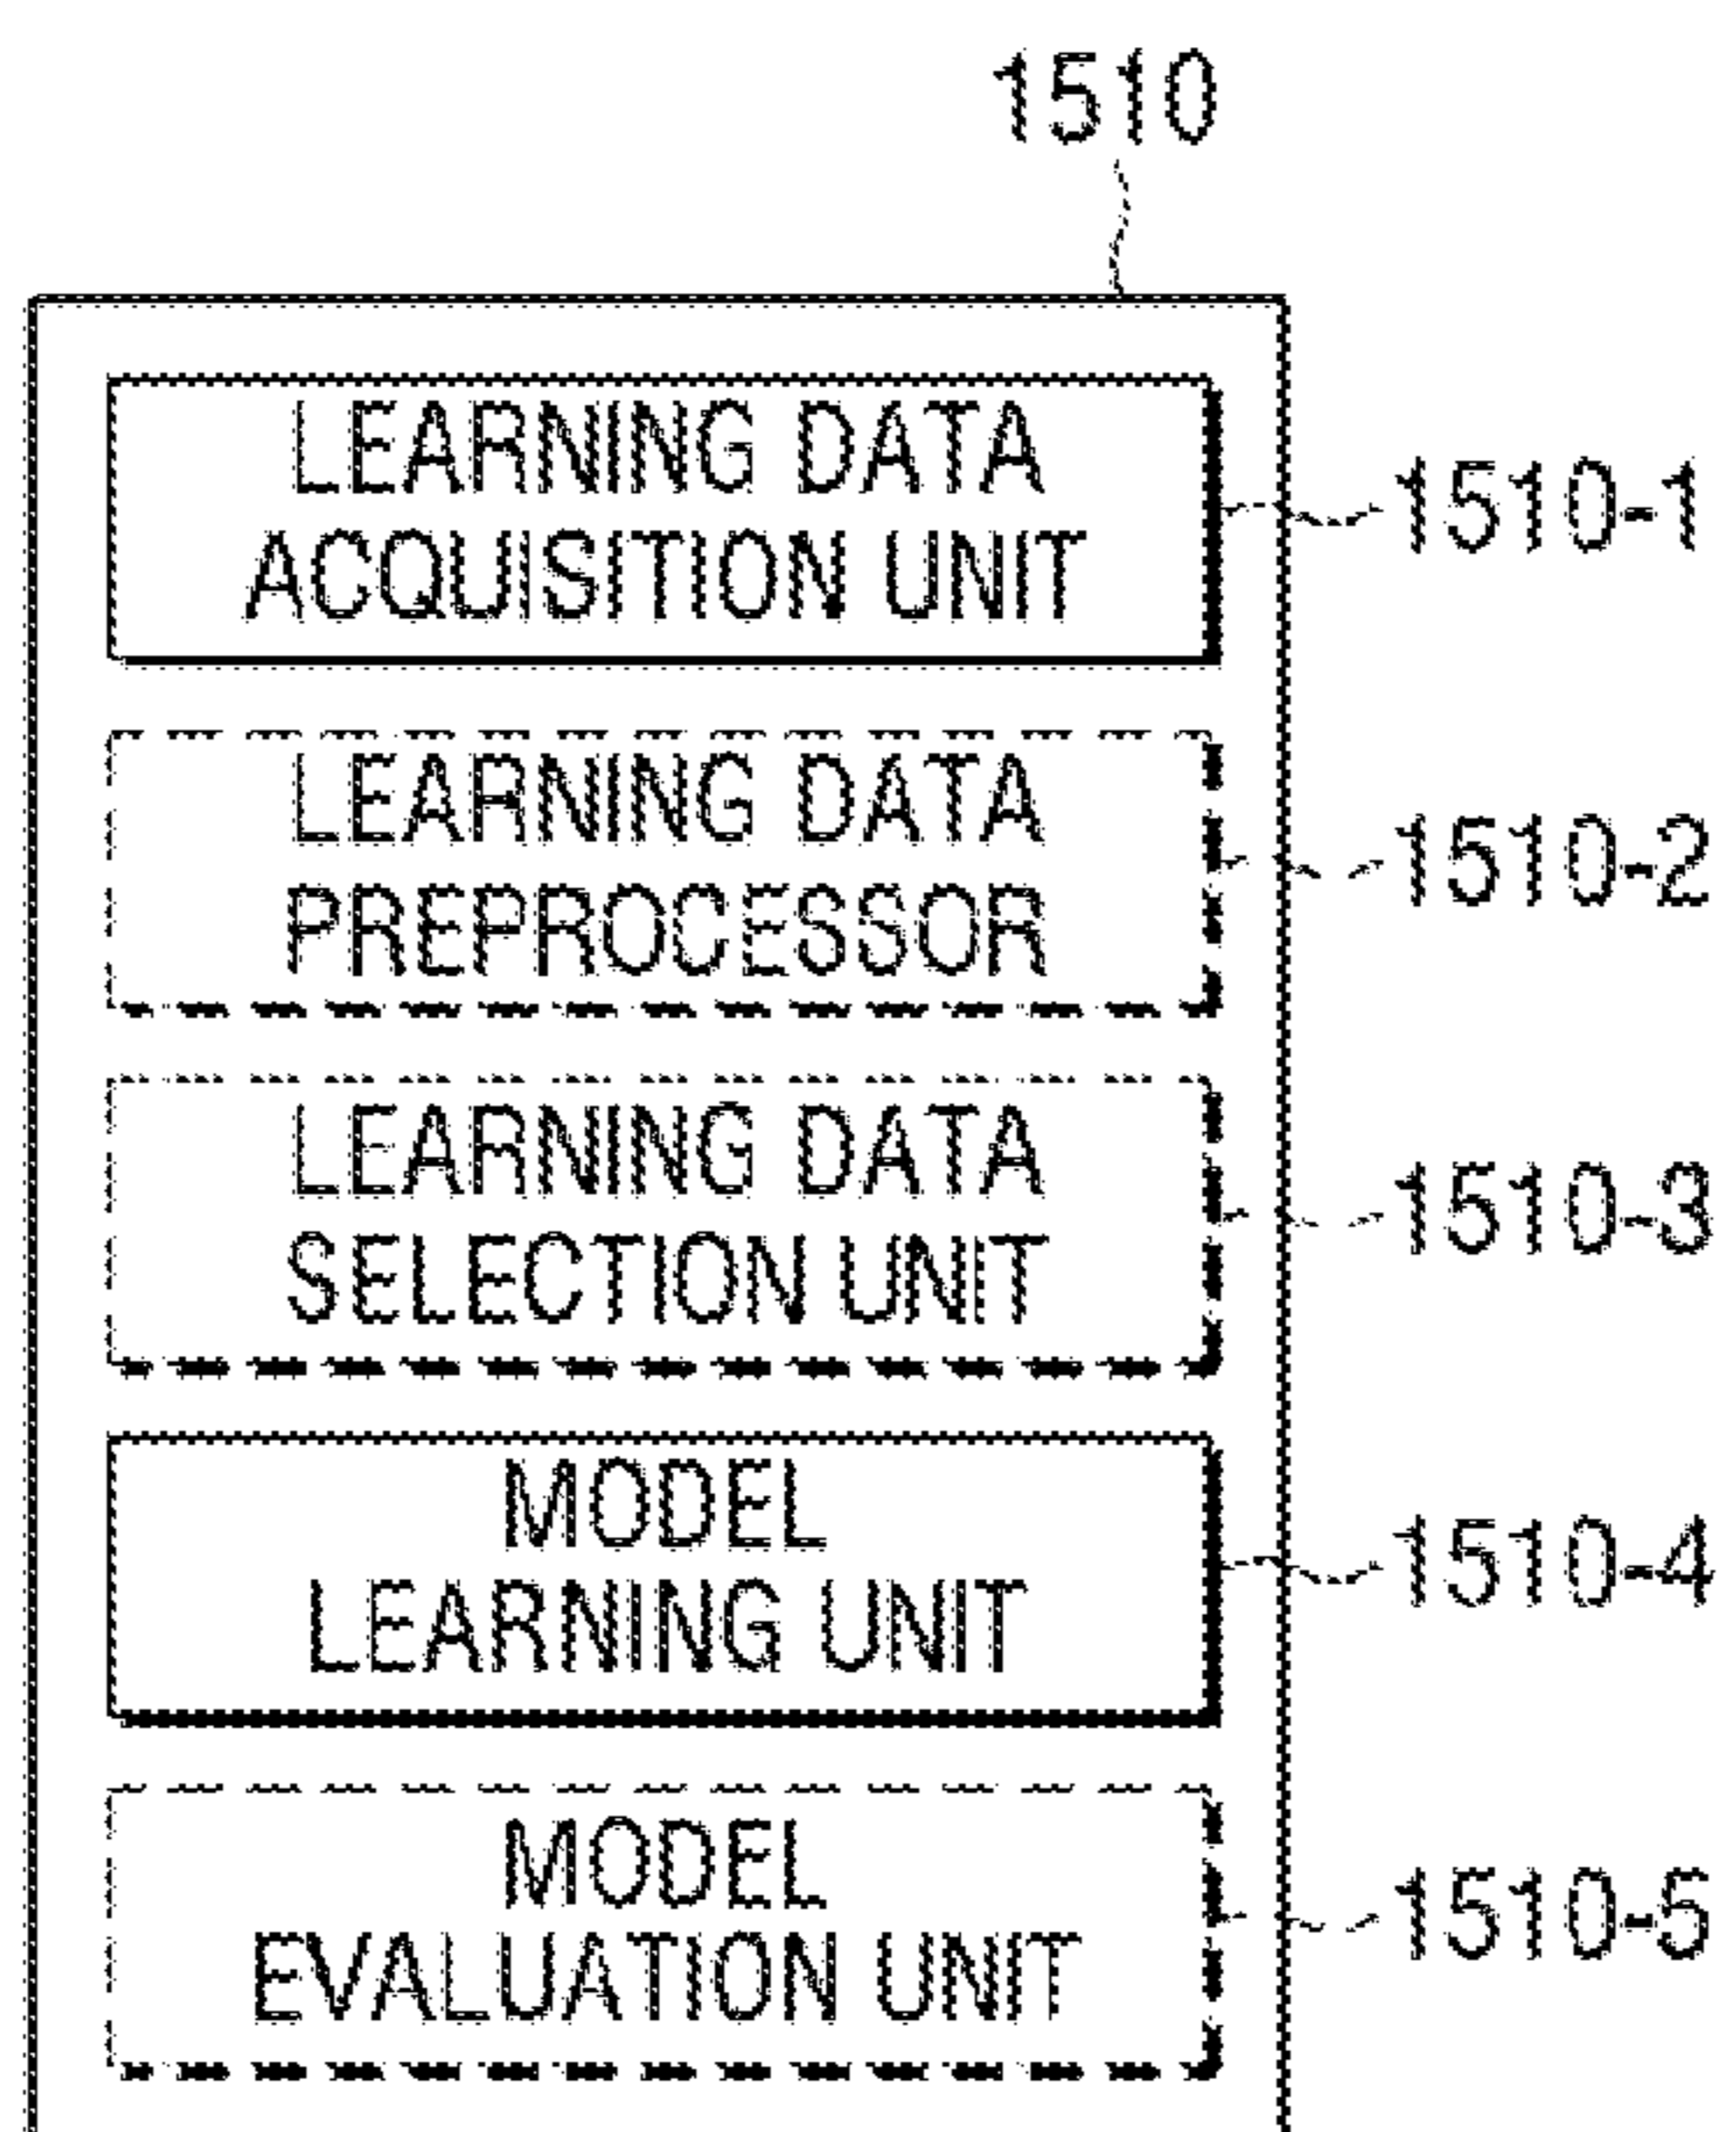 1510
LEARNING DATA
ACQUISITION UNIT
1510-1
LEARNING DATA
PREPROCESSOR
1510-2
LEARNING DATA
SELECTION UNIT
1510-3
MODEL
LEARNING UNIT
1510-4
MODEL
EVALUATION UNIT
1510-5